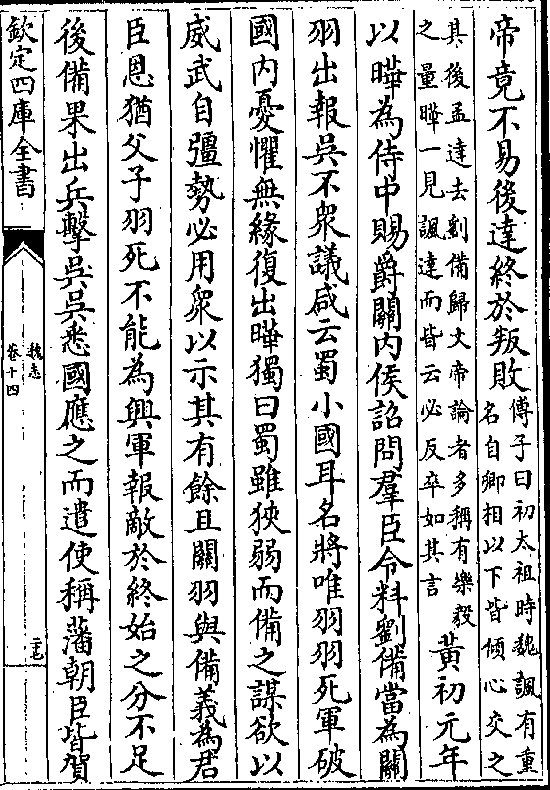 帝竟不易後達終於叛敗
傅子曰初太祖時魏諷有重
名自卿相以下皆傾心交之
其後孟達去劉備歸文帝論者多稱有樂毅
之量曄一見諷達而皆云必反卒如其言
黃初元年
以曄為侍中賜爵關内侯詔問羣臣令料劉備當為關
羽出報吳不衆議咸云蜀小國耳名將唯羽羽死軍破
國内憂懼無緣復出曄獨曰蜀雖狹弱而備之謀欲以
威武自彊勢必用衆以示其有餘且關羽與備義為君
臣恩猶父子羽死不能為興軍報敵於終始之分不足
後備果出兵擊吳吳悉國應之而遣使稱藩朝臣皆賀
欽定四庫全書
魏志
卷十四